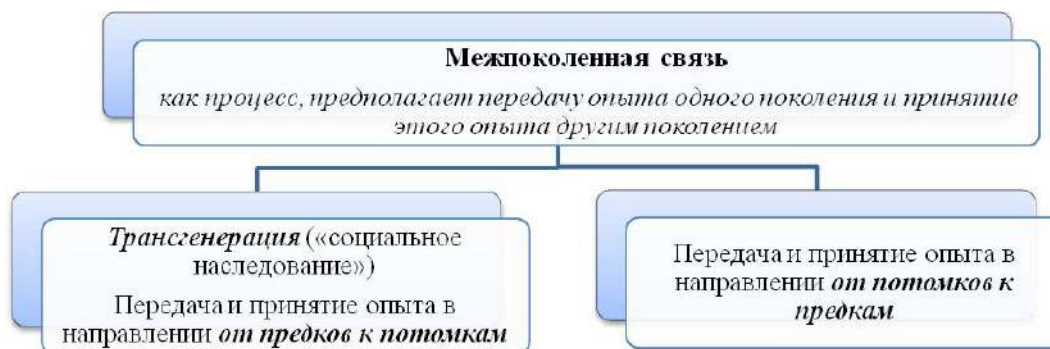 Межпоколенная связь
как процесс, предполагает передачу опыта одного поколения и принятие
этого опыта другим поколением
Трансгенерация («социальное
наследование»)
Передача и принятие опыта в
направлении от предков к потомкам
Передача и принятие опыта в
направлении от потомков к
предкам